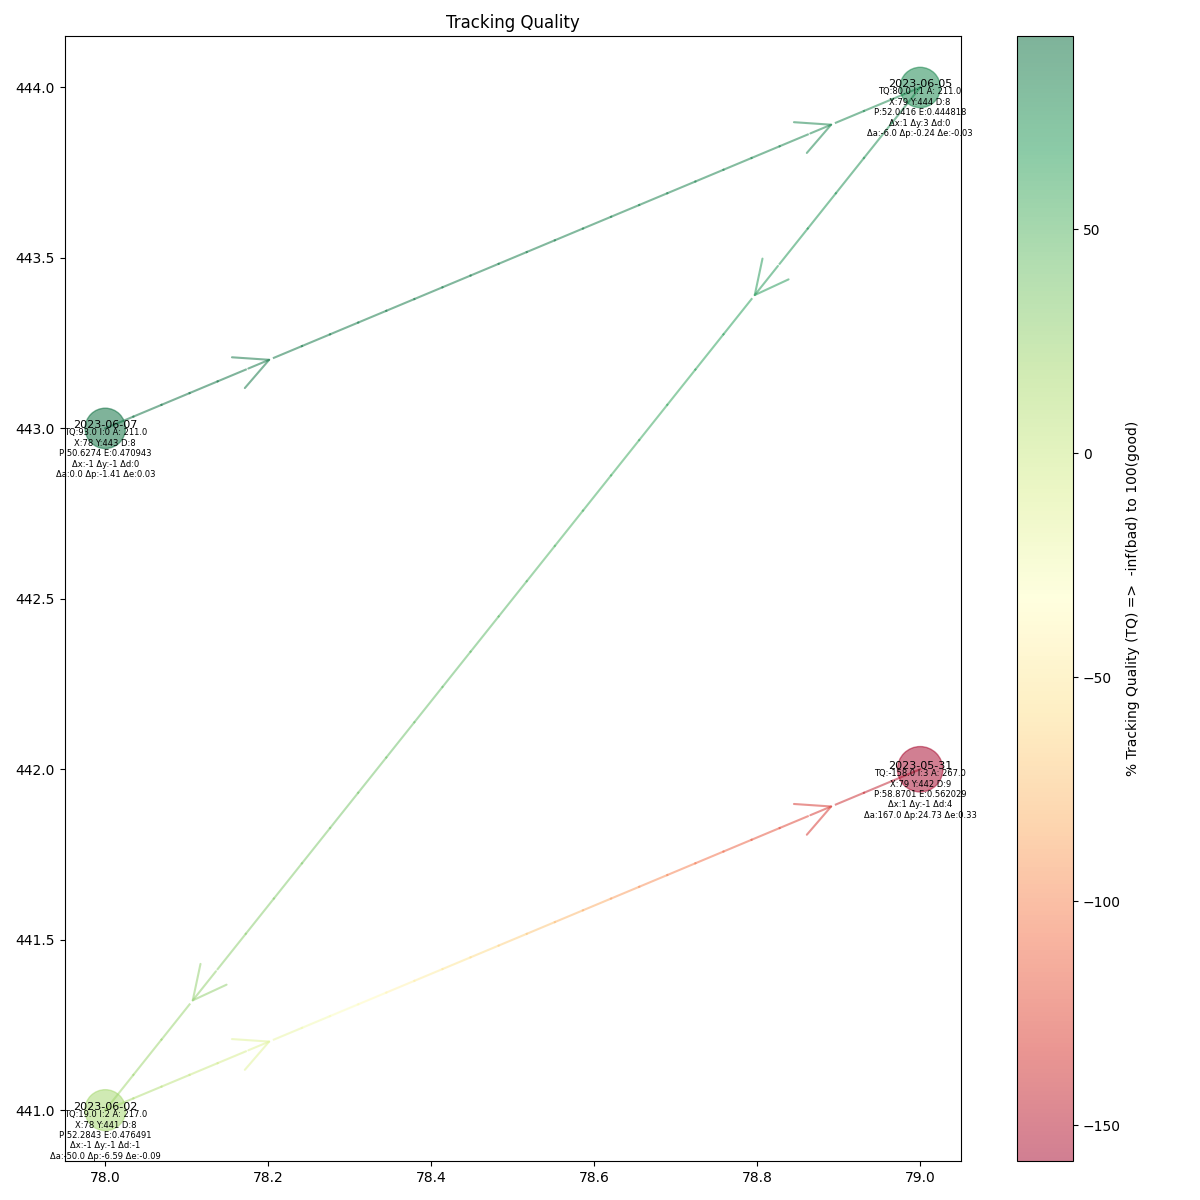 Tracking Quality
444.0
443.5
443.0
442.5
442.0
441.5
441.0
78.0
78.2
78.4
78.6
78.8
79.0
2023-06-05
TQ:80.0 I:1 A: 211.0
X:79 Y:444 D:8
P:52.0416 E:0.444818
Δx:1 Δy:3 Δd:0
Δa:-6.0 Δp:-0.24 Δe:-0.03
2023-06-07
TQ:93.0 I:0 A: 211.0
X:78 Y:443 D:8
P:50.6274 E:0.470943
Δx:-1 Δy:-1 Δd:0
Δa:0.0 Δp:-1.41 Δe:0.03
2023-05-31
TQ:-158.0 I:3 A: 267.0
X:79 Y:442 D:9
P:58.8701 E:0.562029
Δx:1 Δy:-1 Δd:4
Δa:167.0 Δp:24.73 Δe:0.33
2023-06-02
TQ:19.0 I:2 A: 217.0
X:78 Y:441 D:8
P:52.2843 E:0.476491
Δx:-1 Δy:-1 Δd:-1
Δa:-50.0 Δp:-6.59 Δe:-0.09
50
0
−50
−100
−150
% Tracking Quality (TQ) =>  -inf(bad) to 100(good)